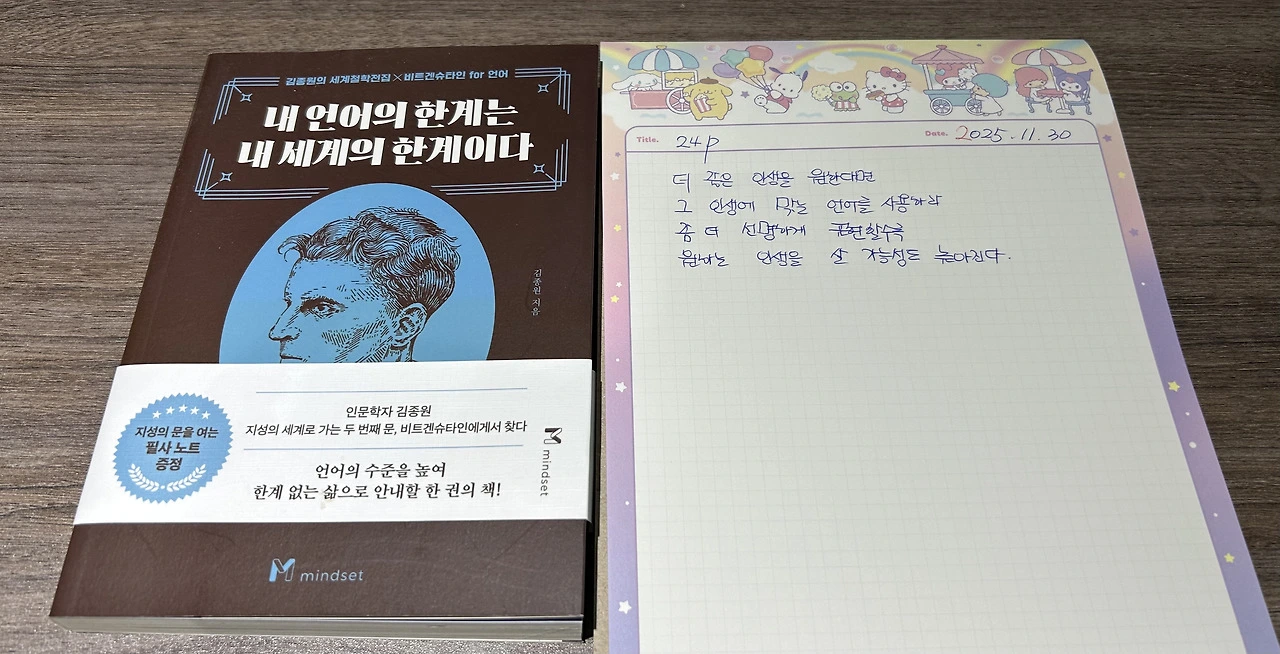 김종원의 세계철학전집×비트겐슈타인 for 언어
내 언어의 한계는
내 세계의 한계이다
김종원 지음
지성의 문을 여는
필사 노트
증정
인문학자 김종원
지성의 세계로 가는 두 번째 문, 비트겐슈타인에게서 찾다
언어의 수준을 높여
한계 없는 삶으로 안내할 한 권의 책!
mindset
mindset
Title. 24p
Date. 2025.11.30
더 깊은 인생을 원한다면
그 인생에 맞는 언어를 사용하라
좀 더 선명하게 표현할수록
원하는 인생을 살 가능성도 높아진다.